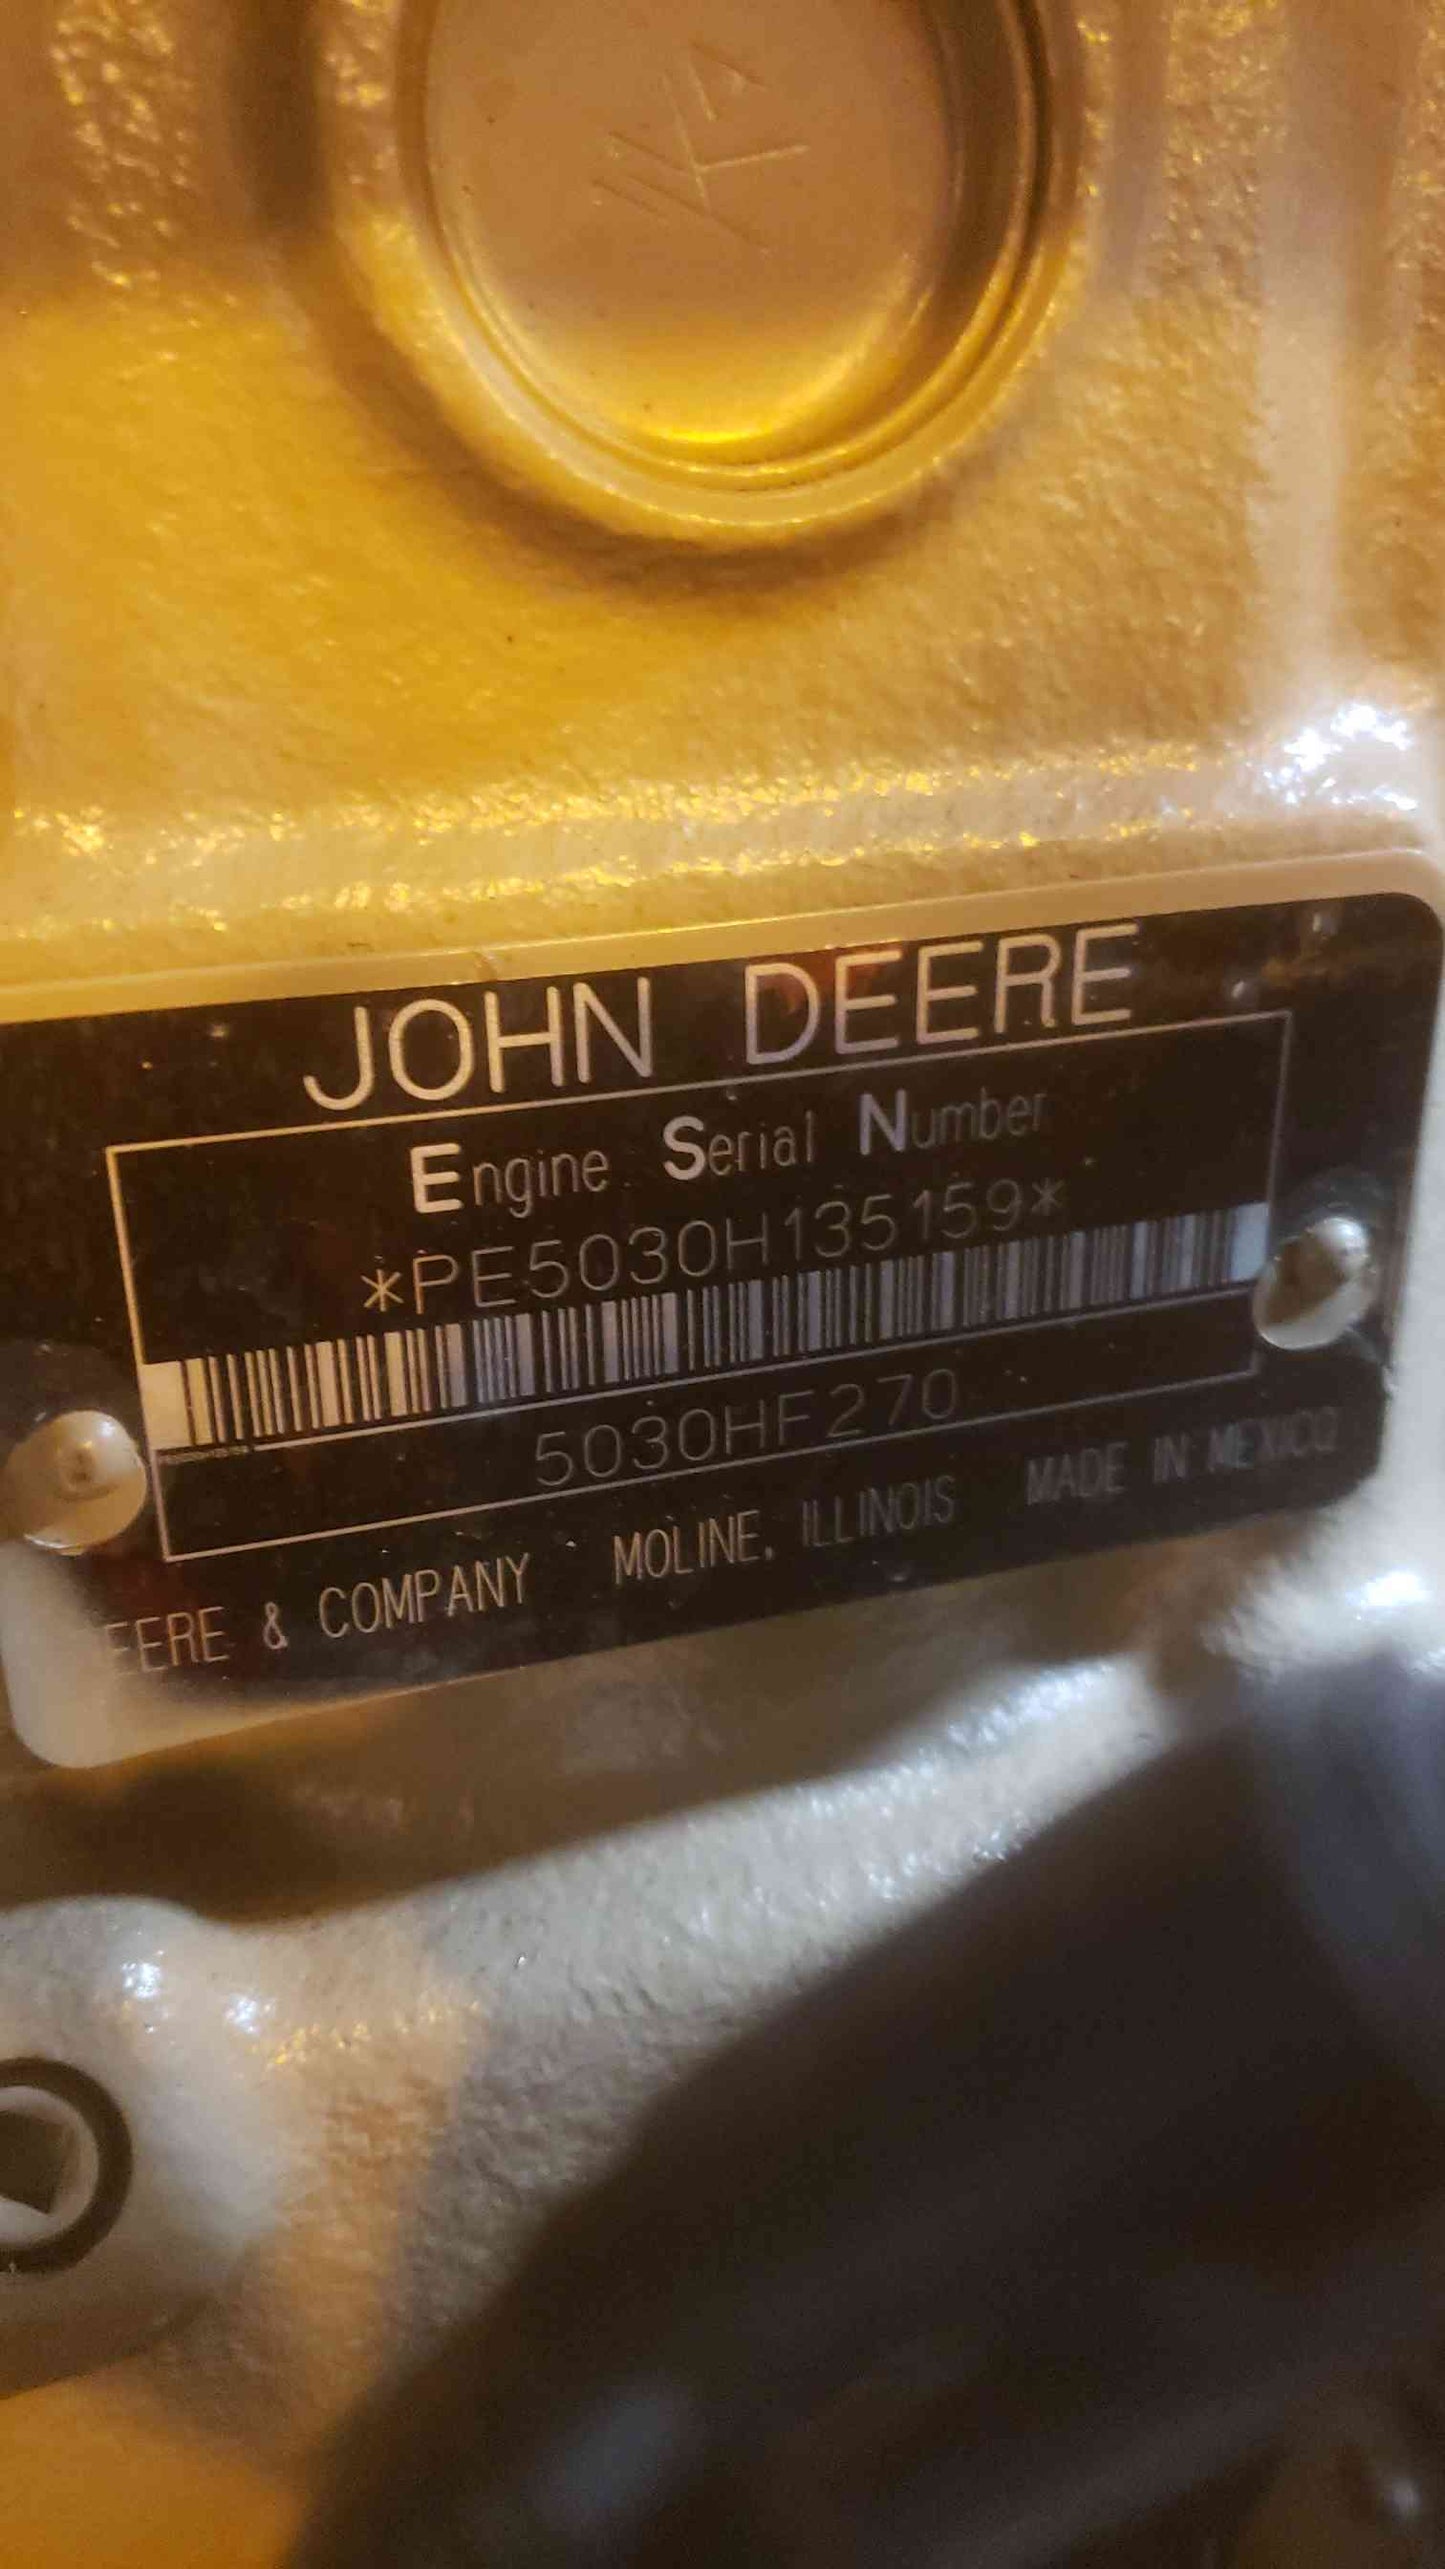 JOHN DEERE
Engine Serial Number
*PE5030H135159*
5030HF270
EERE & COMPANY MOLINE, ILLINOIS MADE IN MEXICO